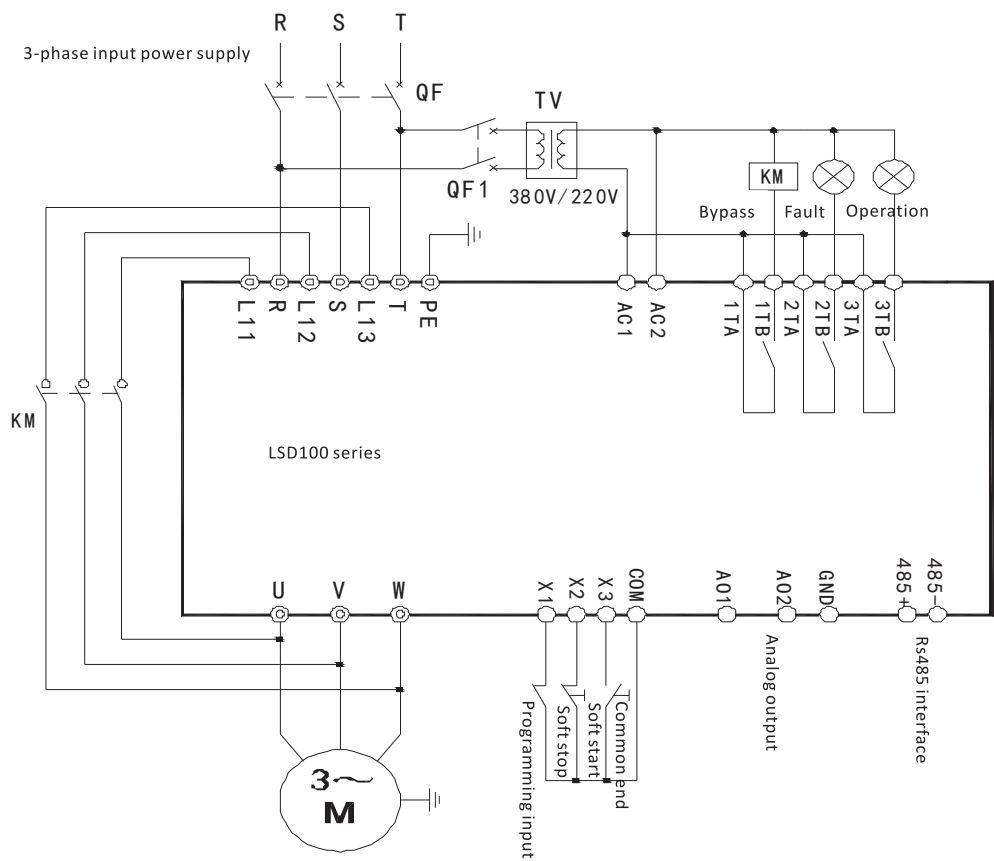 R S T
3-phase input power supply
QF
TV
QF1
380V/220V
KM
Bypass
Fault
Operation
L11
R
L12
S
L13
T
PE
AC1
AC2
1TA
1TB
2TA
2TB
3TA
3TB
KM
LSD100 series
U
V
W
X1
X2
X3
COM
AO1
AO2
GND
485+
485-
Programming input
Soft stop
Soft start
Common end
Analog output
Rs485 interface
3~
M